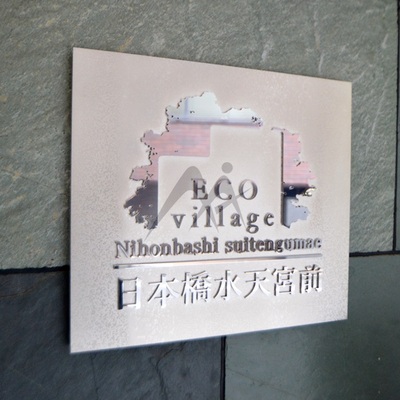 ECO
village
Nihonbashi suitengumae
日本橋水天宮前